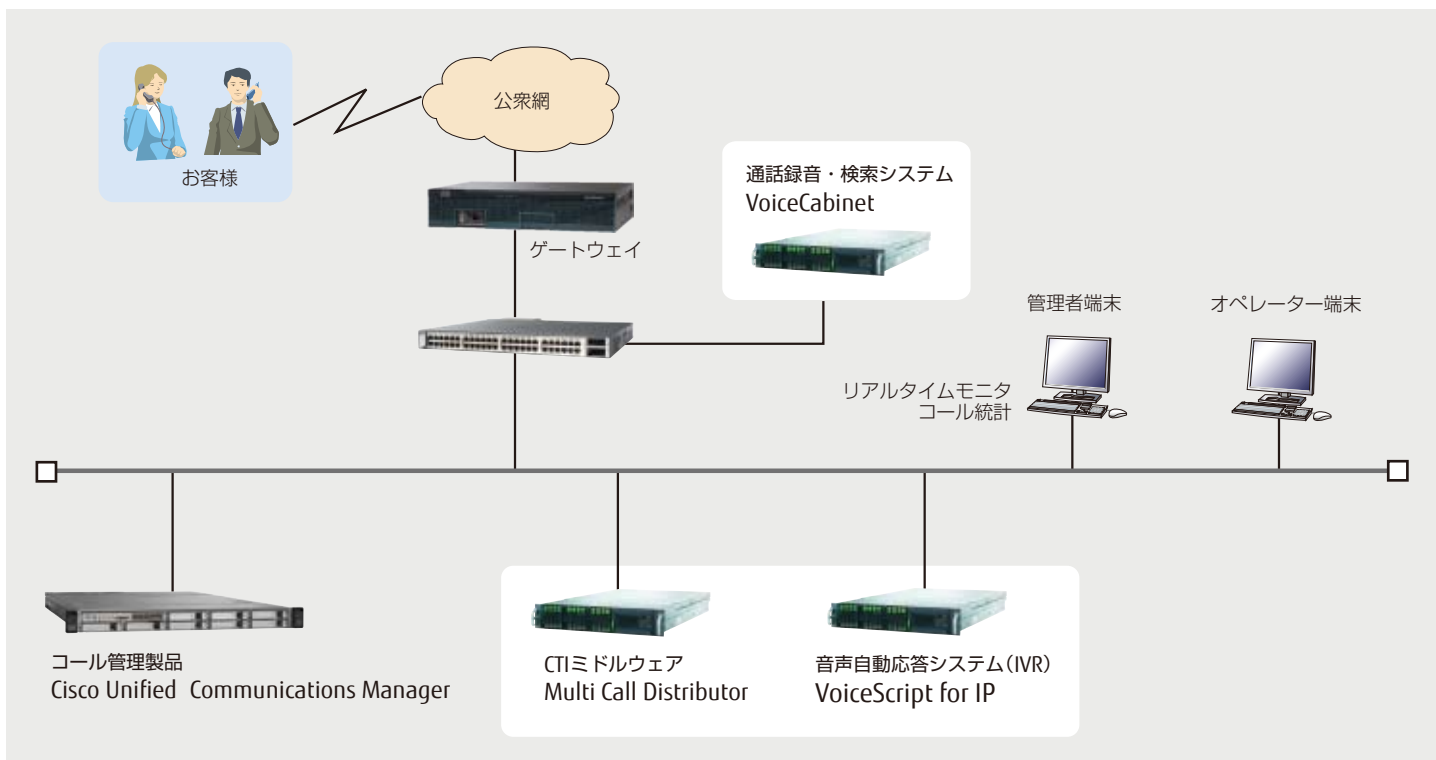 公衆網
お客様
通話録音・検索システム
VoiceCabinet
ゲートウェイ
管理者端末
オペレーター端末
リアルタイムモニタ
コール統計
コール管理製品
Cisco Unified Communications Manager
CTIミドルウェア
Multi Call Distributor
音声自動応答システム(IVR)
VoiceScript for IP